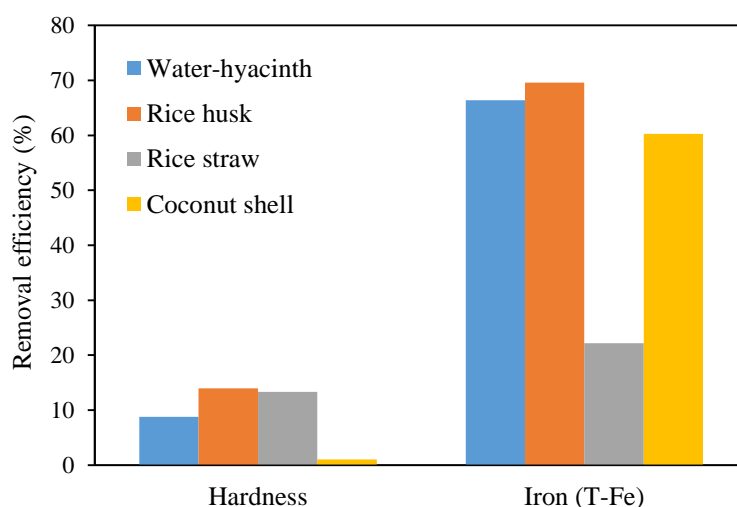 Removal efficiency (%)
80
70
60
50
40
30
20
10
0
Water-hyacinth
Rice husk
Rice straw
Coconut shell
Hardness
Iron (T-Fe)